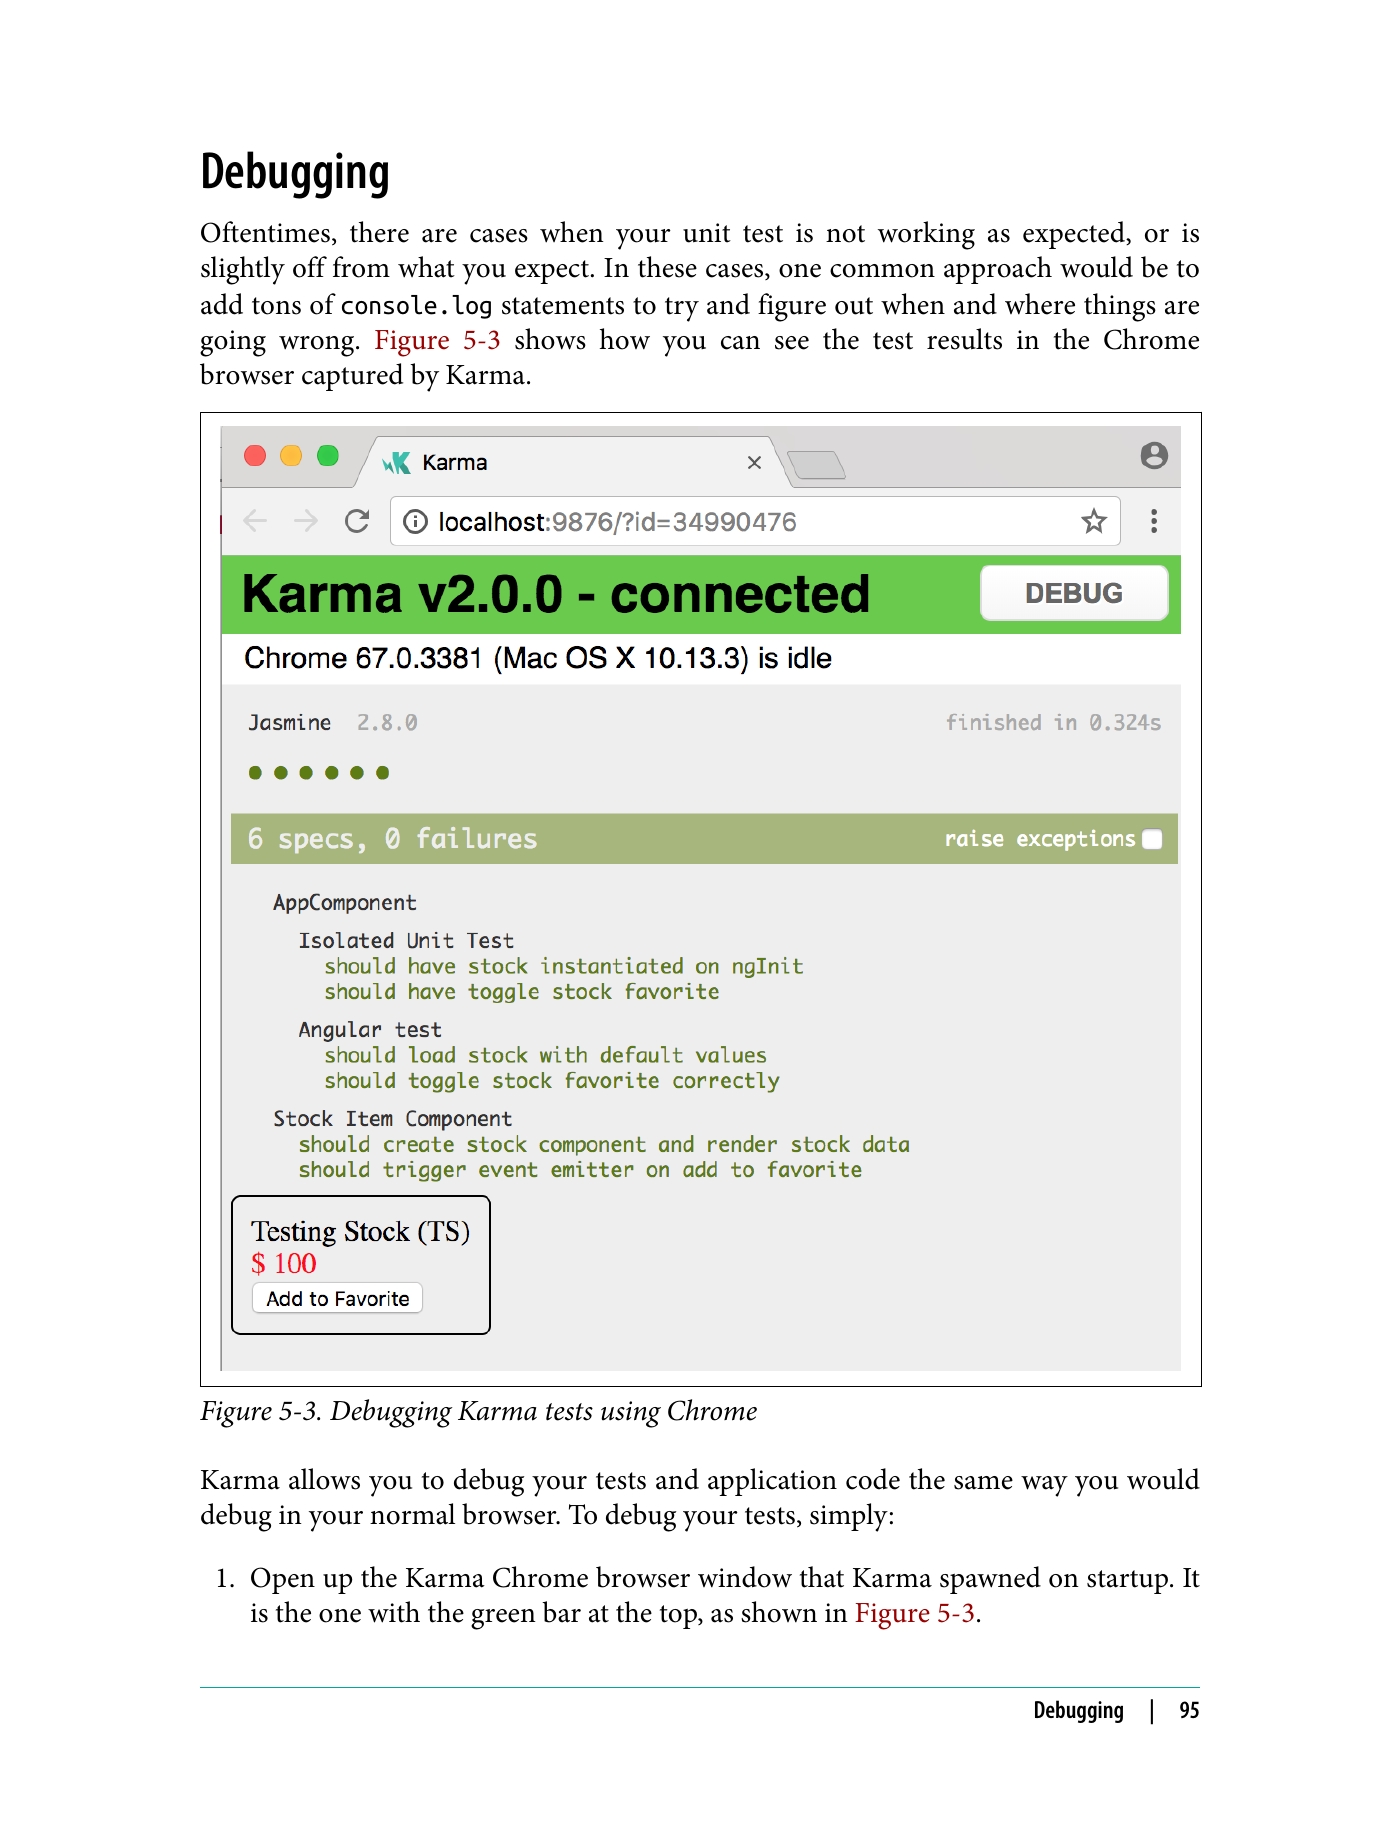 Debugging
Oftentimes, there are cases when your unit test is not working as expected, or is
slightly off from what you expect. In these cases, one common approach would be to
add tons of console.log statements to try and figure out when and where things are
going wrong. Figure 5-3 shows how you can see the test results in the Chrome
browser captured by Karma.
Karma
localhost:9876/?id=34990476
Karma v2.0.0 - connected DEBUG
Chrome 67.0.3381 (Mac OS X 10.13.3) is idle
Jasmine 2.8.0 finished in 0.324s
6 specs, 0 failures raise exceptions
AppComponent
Isolated Unit Test
should have stock instantiated on ngInit
should have toggle stock favorite
Angular test
should load stock with default values
should toggle stock favorite correctly
Stock Item Component
should create stock component and render stock data
should trigger event emitter on add to favorite
Testing Stock (TS)
$ 100
Add to Favorite
Figure 5-3. Debugging Karma tests using Chrome
Karma allows you to debug your tests and application code the same way you would
debug in your normal browser. To debug your tests, simply:
1. Open up the Karma Chrome browser window that Karma spawned on startup. It
is the one with the green bar at the top, as shown in Figure 5-3.
Debugging | 95